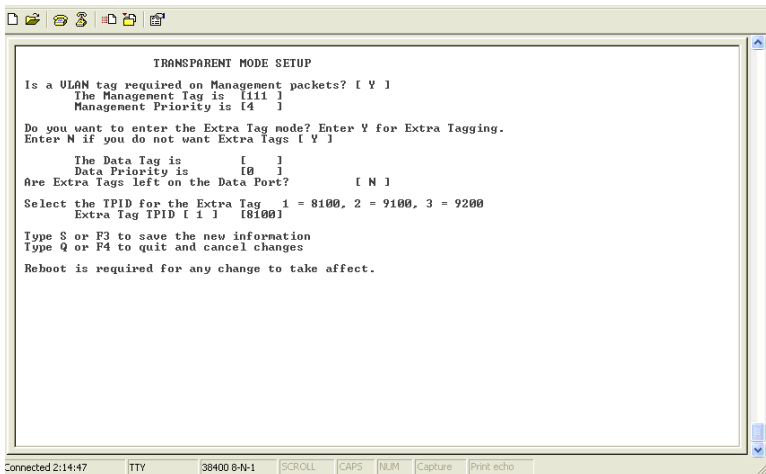 TRANSPARENT MODE SETUP
Is a VLAN tag required on Management packets? [ Y ]
The Management Tag is [111 ]
Management Priority is [4 ]
Do you want to enter the Extra Tag mode? Enter Y for Extra Tagging.
Enter N if you do not want Extra Tags [ Y ]
The Data Tag is [ ]
Data Priority is [0 ]
Are Extra Tags left on the Data Port? [ N ]
Select the TPID for the Extra Tag 1 = 8100, 2 = 9100, 3 = 9200
Extra Tag TPID [ 1 ] [8100]
Type S or F3 to save the new information
Type Q or F4 to quit and cancel changes
Reboot is required for any change to take affect.
Connected 2:14:47 TTY 38400 8-N-1 SCROLL CAPS NUM Capture Print echo